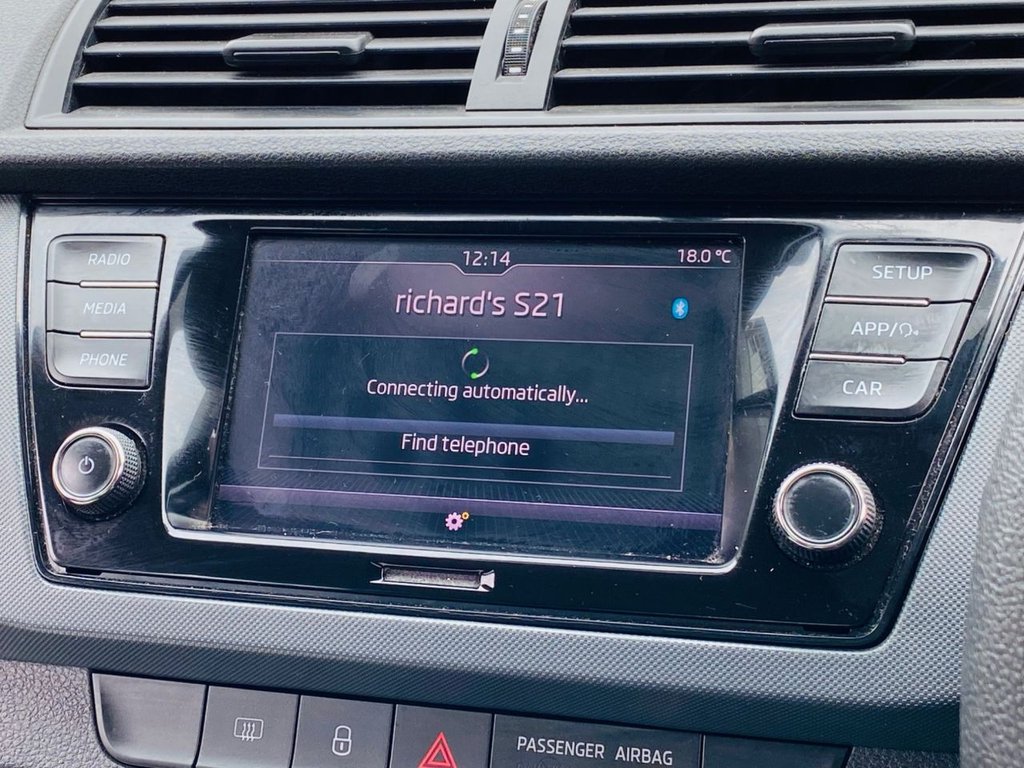 RADIO
MEDIA
PHONE
12:14
18.0 °C
richard's S21
Connecting automatically...
Find telephone
SETUP
APP/
CAR
PASSENGER AIRBAG